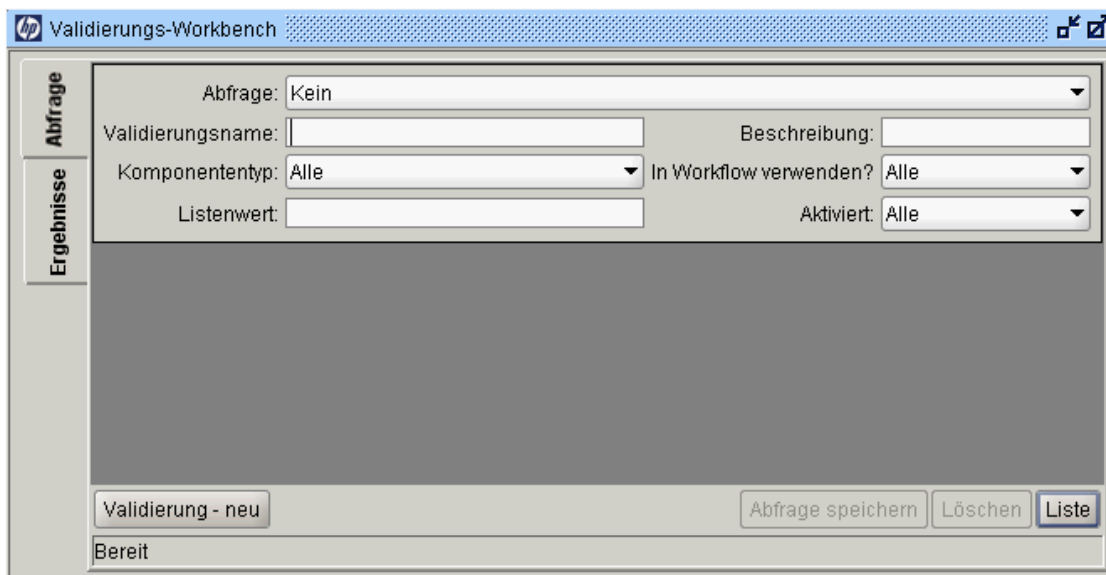 hp Validierungs-Workbench
Abfrage
Ergebnisse
Abfrage: Kein
Validierungsname: Beschreibung:
Komponententyp: Alle In Workflow verwenden? Alle
Listenwert: Aktiviert: Alle
Validierung - neu Abfrage speichern Löschen Liste
Bereit